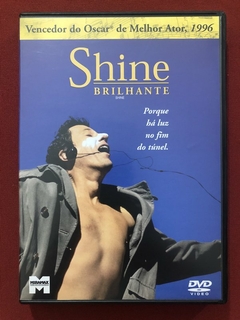 Vencedor do Oscar® de Melhor Ator, 1996
Shine
BRILHANTE
Porque
há luz
no fim
do túnel.
M
MIRAMAX
DVD
VIDEO